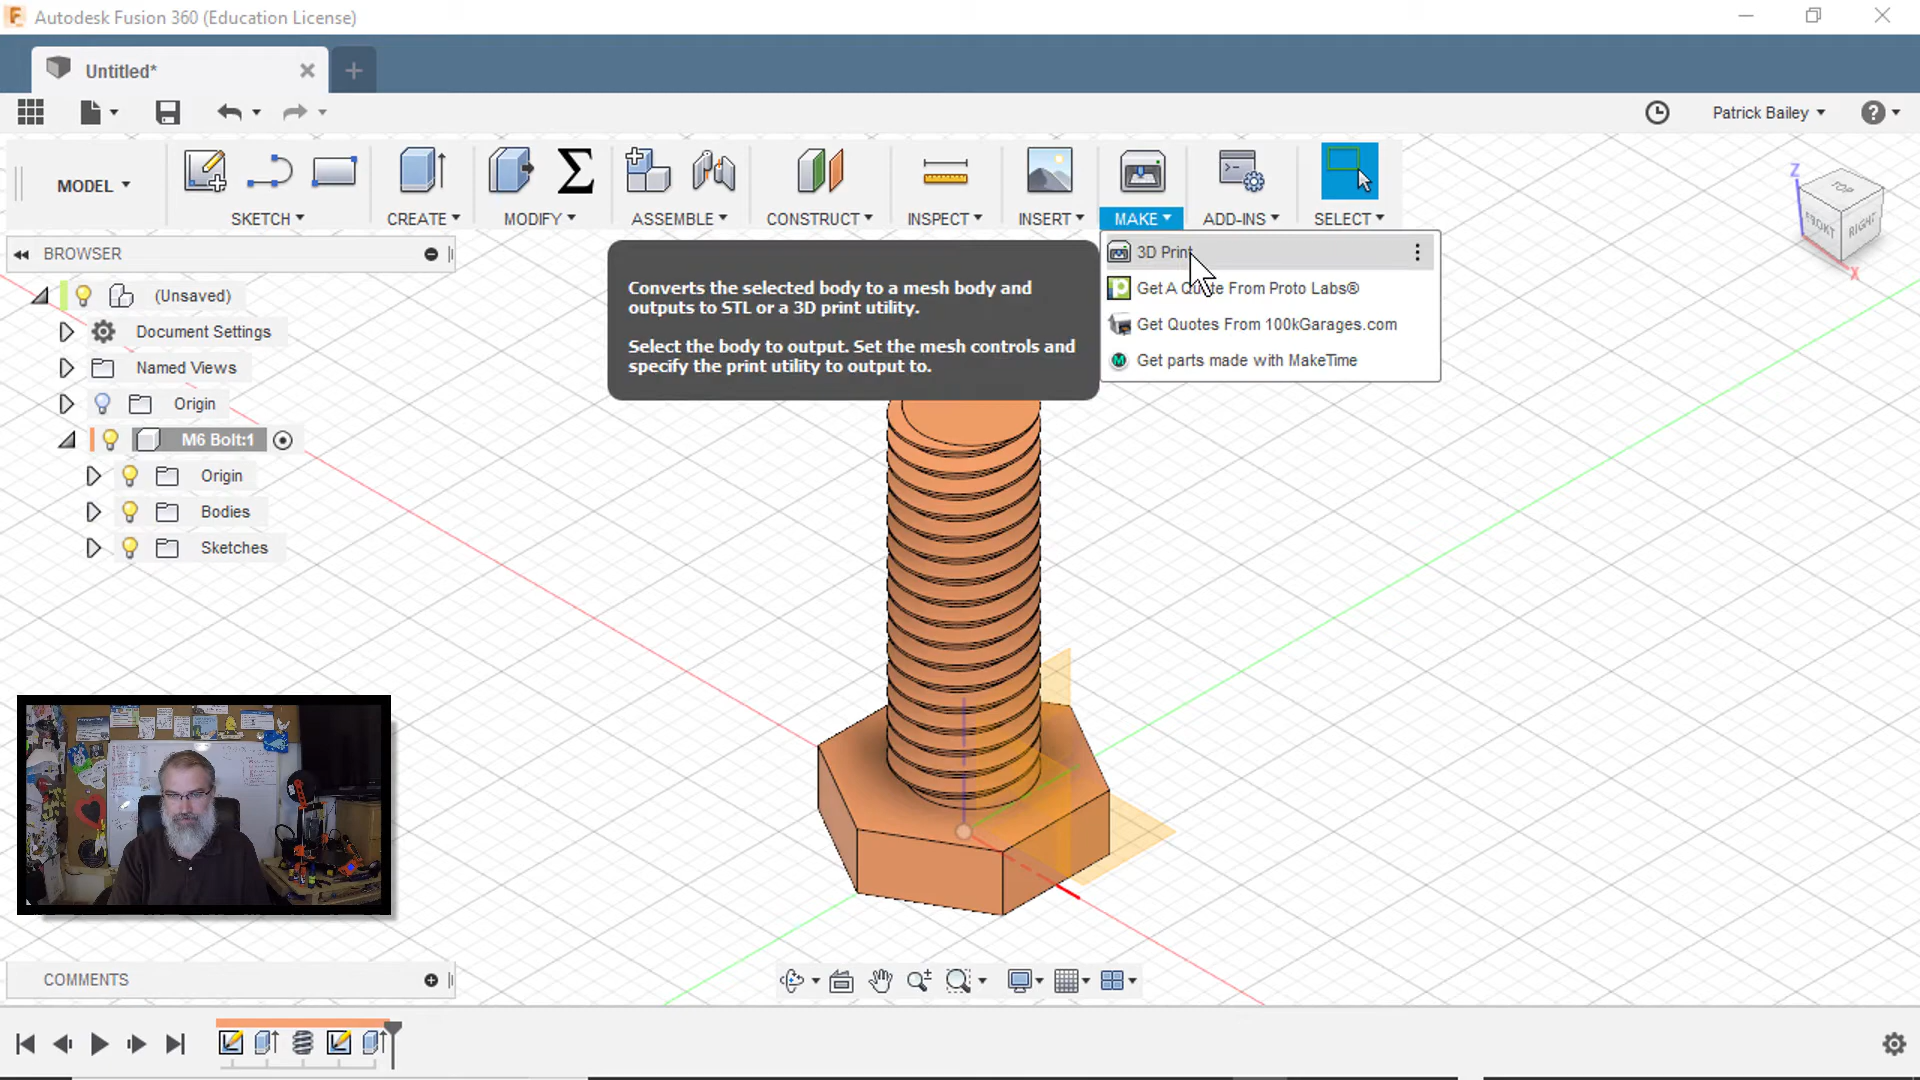 Autodesk Fusion 360 (Education License)
Untitled*
Patrick Bailey
MODEL
SKETCH
CREATE
MODIFY
ASSEMBLE
CONSTRUCT
INSPECT
INSERT
MAKE
ADD-INS
SELECT
TOP
FRONT
RIGHT
Z
X
BROWSER
(Unsaved)
Document Settings
Named Views
Origin
M6 Bolt:1
Origin
Bodies
Sketches
Converts the selected body to a mesh body and
outputs to STL or a 3D print utility.
Select the body to output. Set the mesh controls and
specify the print utility to output to.
3D Print
Get A Quote From Proto Labs®
Get Quotes From 100kGarages.com
Get parts made with MakeTime
COMMENTS